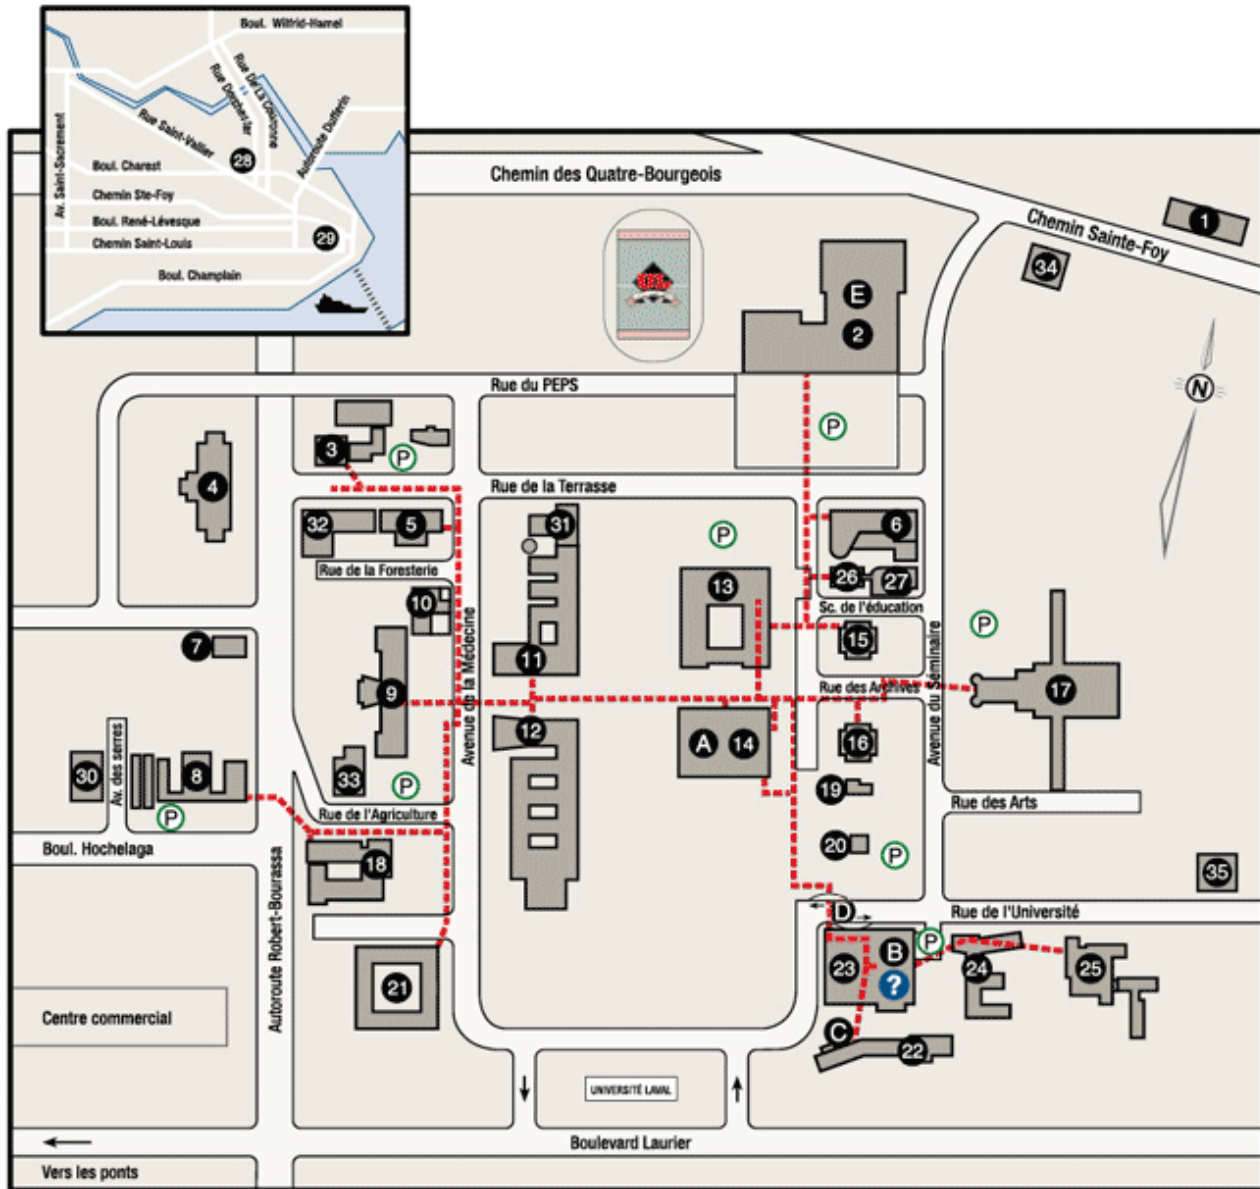 Boul. Wilfrid-Hamel
Rue De La Couronne
Rue Dorchester
Rue Saint-Vallier
Autoroute Dufferin
Av. Saint-Sacrement
28
Boul. Charest
Chemin Ste-Foy
Boul. René-Lévesque
Chemin Saint-Louis
29
Boul. Champlain
Chemin des Quatre-Bourgeois
Chemin Sainte-Foy
1
34
E
2
N
Rue du PEPS
P
3
P
4
Rue de la Terrasse
32
5
31
P
6
Rue de la Foresterie
13
26
27
10
Sc. de l'éducation
P
7
11
15
Avenue de la Médecine
Avenue du Séminaire
9
Rue des Archives
17
12
A
14
16
30
Av. des serres
8
33
P
19
Rue des Arts
P
Rue de l'Agriculture
Boul. Hochelaga
18
20
P
35
Autoroute Robert-Bourassa
D
Rue de l'Université
P
B
23
24
25
21
?
Centre commercial
C
22
UNIVERSITÉ LAVAL
Boulevard Laurier
Vers les ponts